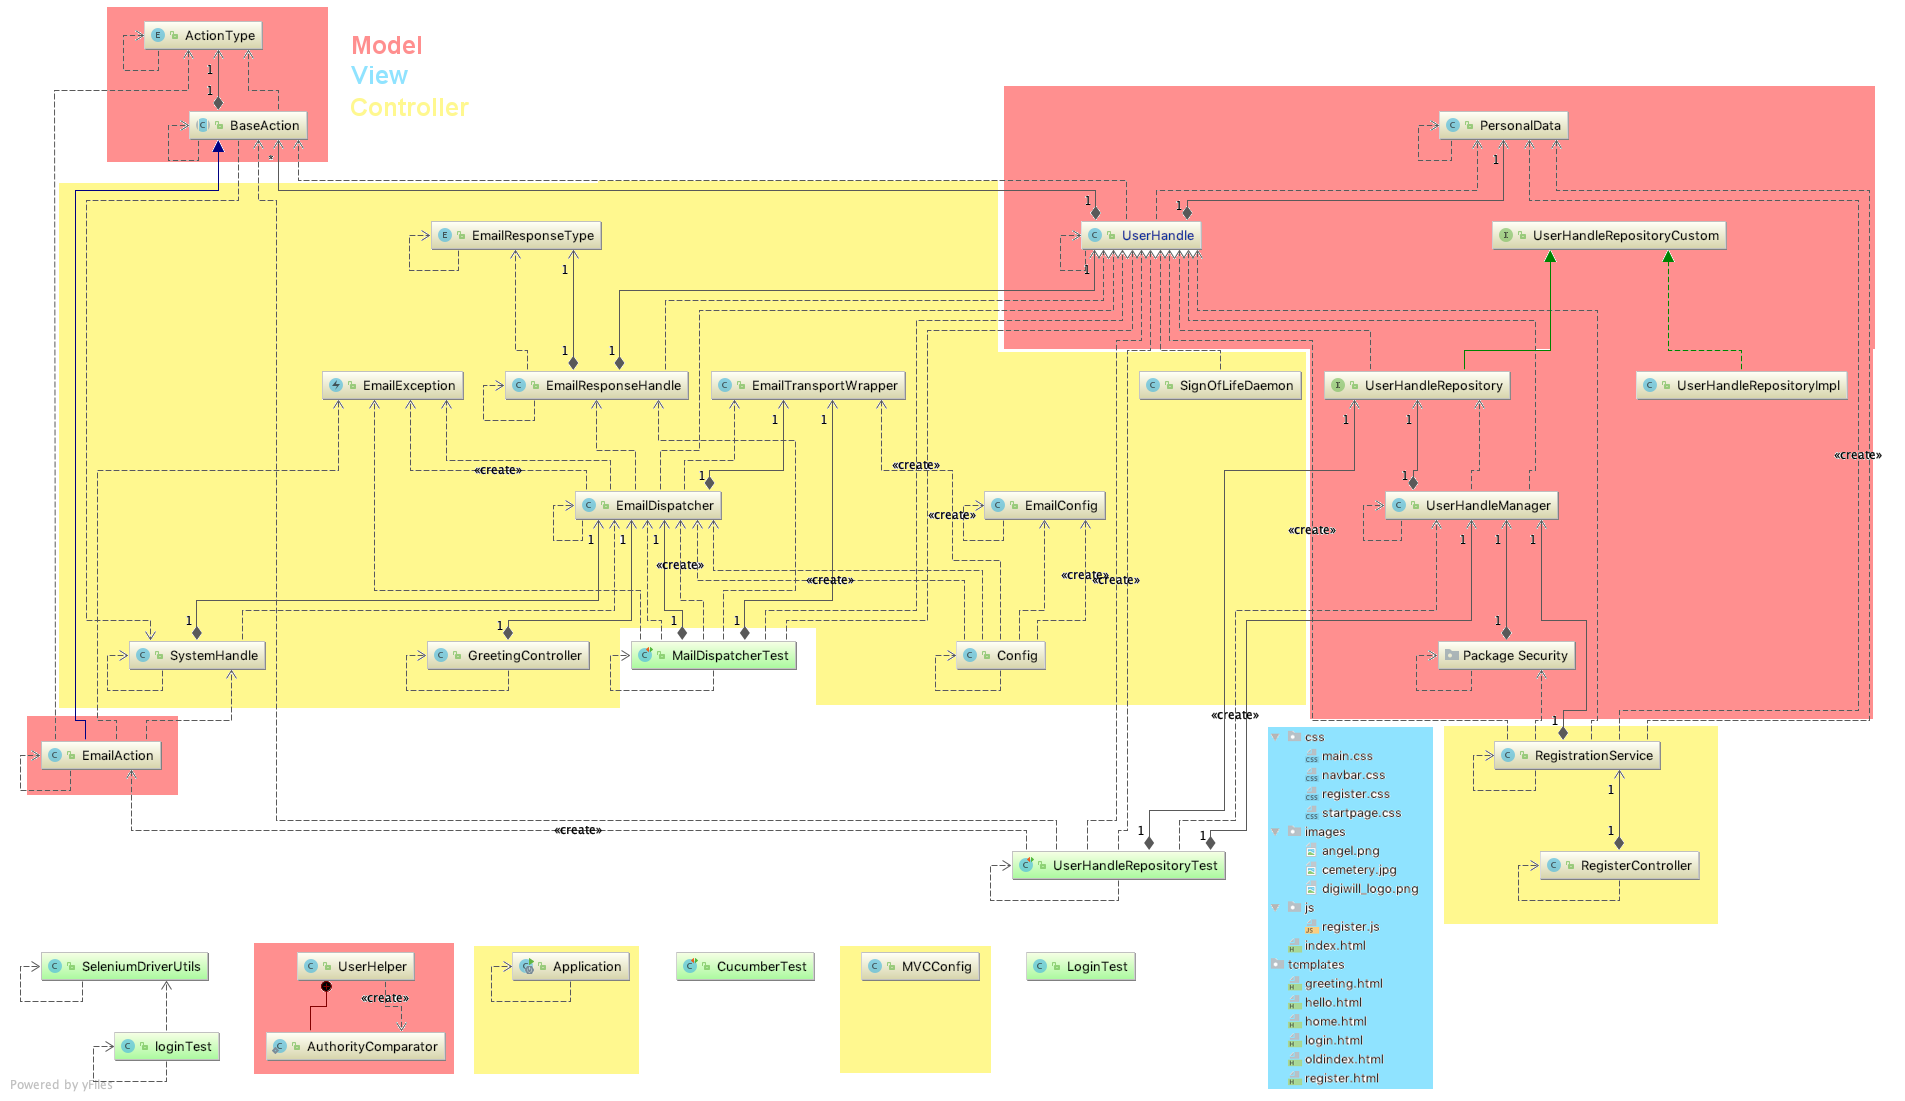 ActionType
Model
View
Controller
1
1
BaseAction
PersonalData
*
1
1
1
EmailResponseType
UserHandle
UserHandleRepositoryCustom
1
1
1
1
EmailException
EmailResponseHandle
EmailTransportWrapper
SignOfLifeDaemon
UserHandleRepository
UserHandleRepositoryImpl
1
1
1
1
«create»
«create»
«create»
1
1
EmailDispatcher
EmailConfig
UserHandleManager
«create»
«create»
1
1
1
1
1
1
«create»
«create»
«create»
«create»
1
1
1
1
1
SystemHandle
GreetingController
MailDispatcherTest
Config
Package Security
«create»
1
EmailAction
RegistrationService
1
«create»
1
1
1
UserHandleRepositoryTest
RegisterController
css
main.css
navbar.css
register.css
startpage.css
images
angel.png
cemetery.jpg
digiwill_logo.png
js
register.js
index.html
templates
greeting.html
hello.html
home.html
login.html
oldindex.html
register.html
SeleniumDriverUtils
UserHelper
Application
CucumberTest
MVCConfig
LoginTest
«create»
loginTest
AuthorityComparator
Powered by yFiles